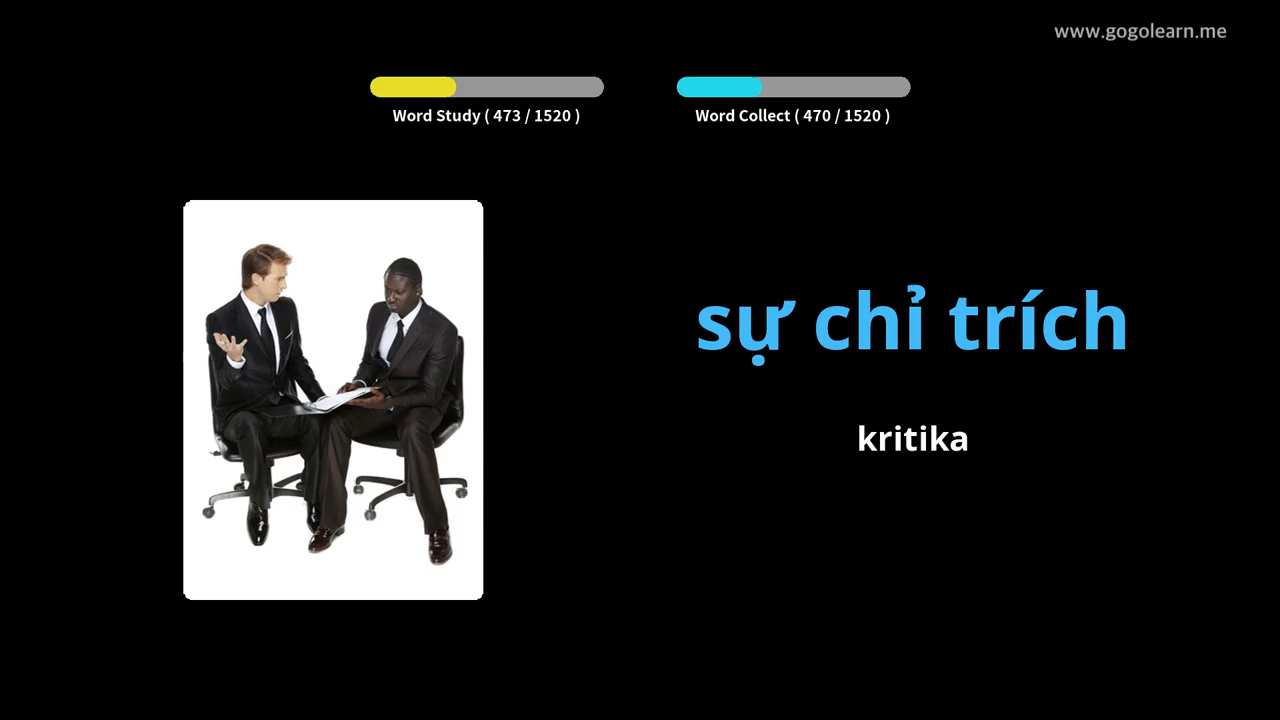 www.gogolearn.me
Word Study ( 473 / 1520 )
Word Collect ( 470 / 1520 )
sự chỉ trích
kritika